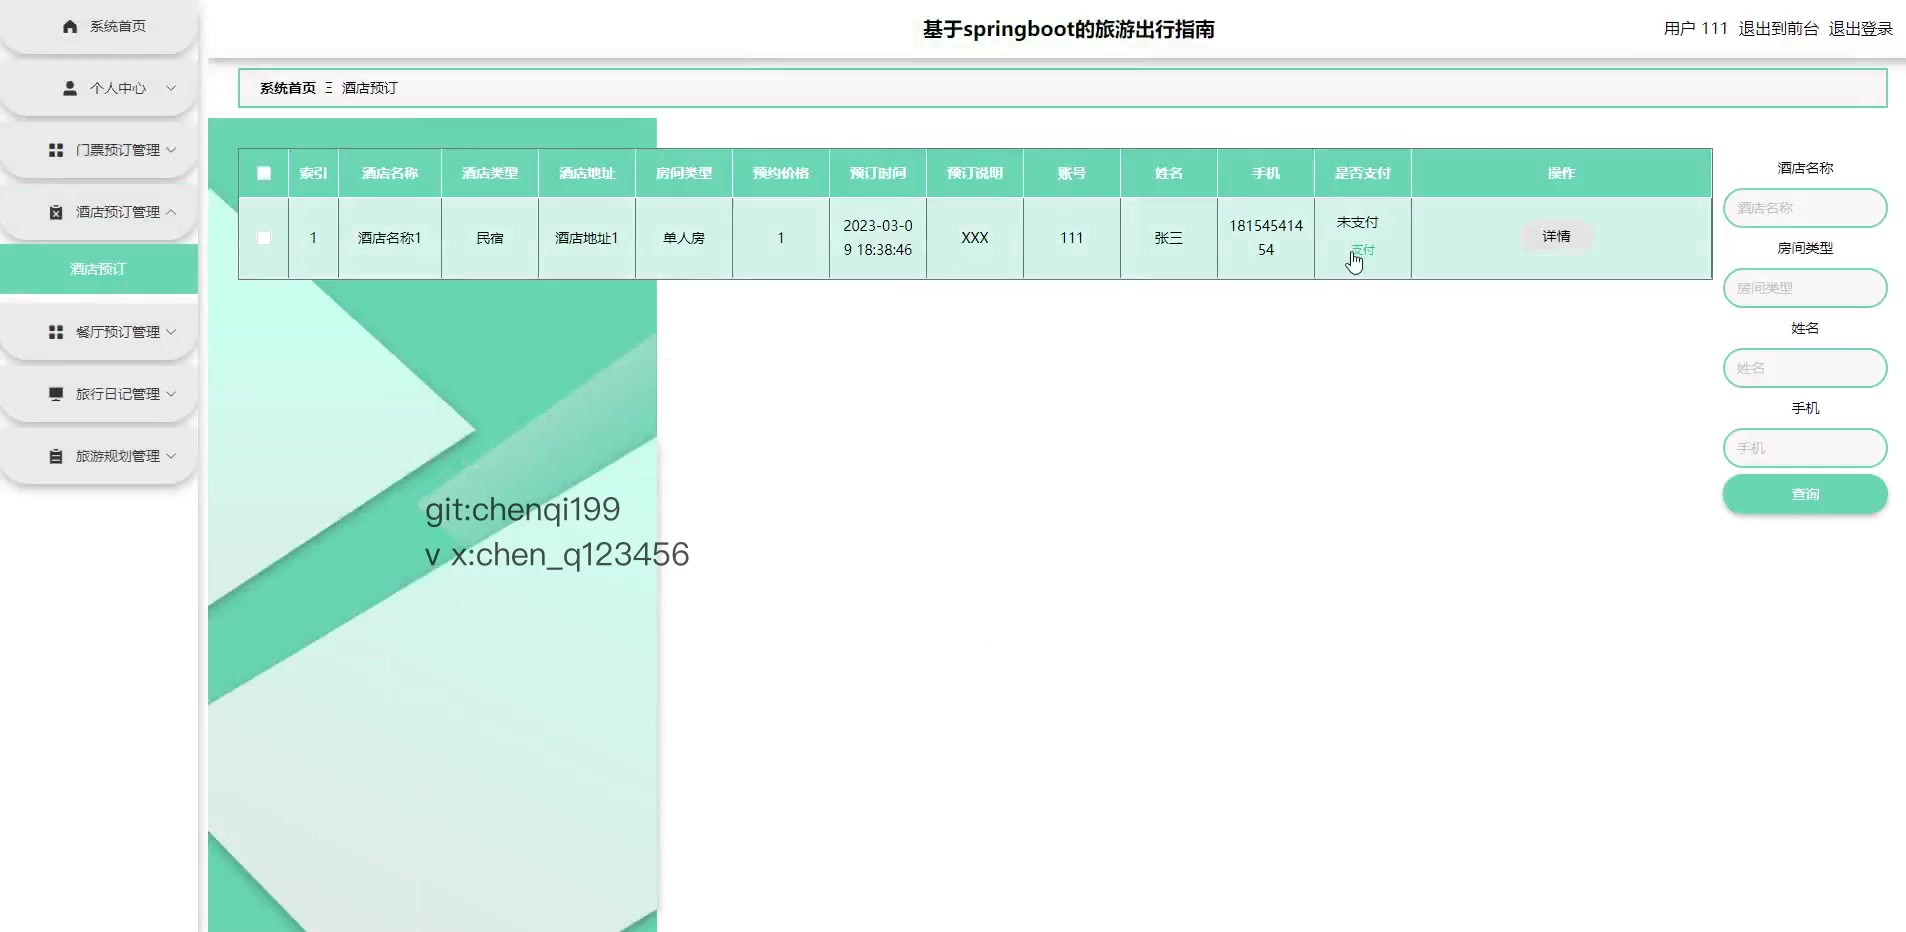 系统首页
个人中心
门票预订管理
酒店预订管理
酒店预订
餐厅预订管理
旅行日记管理
旅游规划管理
基于springboot的旅游出行指南
用户 111 退出到前台 退出登录
系统首页 Ξ 酒店预订
索引 酒店名称 酒店类型 酒店地址 房间类型 预约价格 预订时间 预订说明 账号 姓名 手机 是否支付 操作
1 酒店名称1 民宿 酒店地址1 单人房 1 2023-03-0
9 18:38:46 XXX 111 张三 181545414
54 未支付
支付 详情
酒店名称
酒店名称
房间类型
房间类型
姓名
姓名
手机
手机
查询
git:chenqi199
v x:chen_q123456